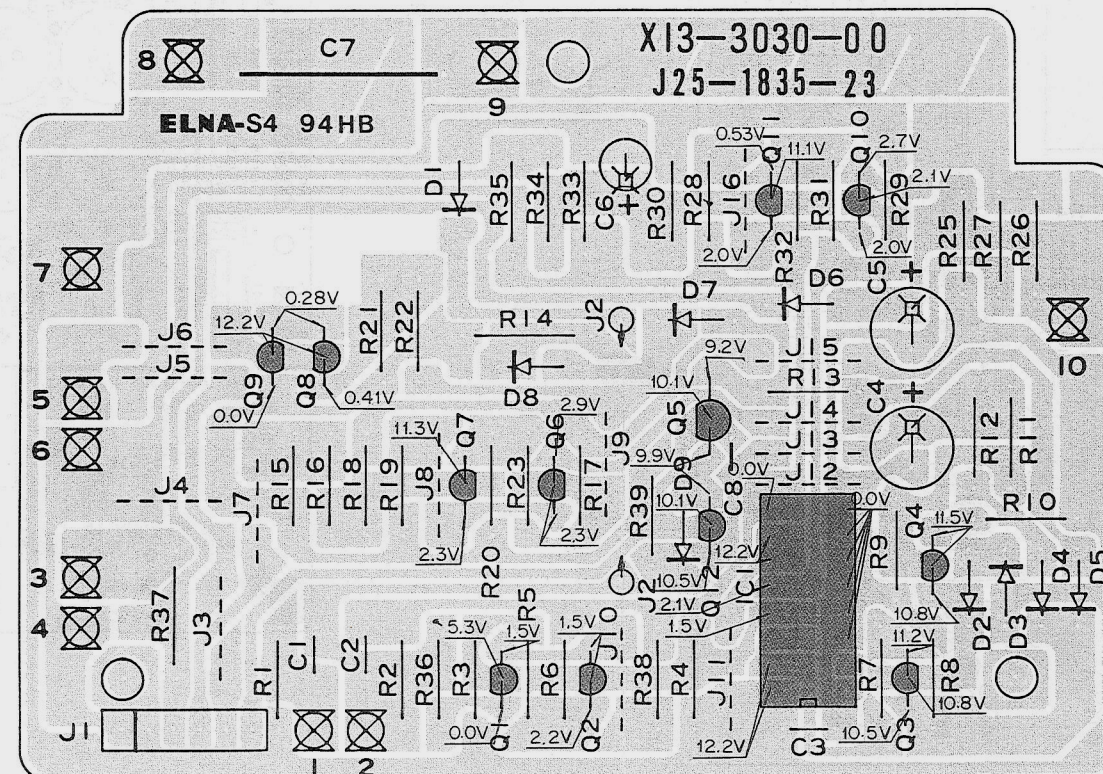 X13-3030-00
J25-1835-23
8
C7
9
ELNA-S4 94HB
D1
R35
R34
R33
C6
+
R30
R28
J16
0.53V
Q11
11.1V
2.0V
R31
Q10
2.7V
2.1V
R29
2.0V
R32
D6
C5
+
R25
R27
R26
7
10
0.28V
12.2V
J6
J5
Q9
Q8
0.0V
0.41V
R21
R22
R14
D8
J2
D7
9.2V
10.1V
Q5
9.9V
J15
R13
J14
J13
J12
C4
+
R12
R11
5
6
J4
J7
R15
R16
R18
R19
J8
11.3V
Q7
2.3V
R23
2.9V
Q6
R17
2.3V
J9
R39
D9
10.1V
10.5V
C8
0.0V
12.2V
2.1V
1.5V
IC1
0.0V
R9
Q4
11.5V
10.8V
R10
D2
D3
D4
D5
3
4
R37
J3
R20
R5
J2
Q12
J1
R1
C1
C2
R2
R36
R3
5.3V
1.5V
0.0V
Q1
R6
1.5V
J10
2.2V
Q2
R38
R4
J11
12.2V
C3
R7
11.2V
R8
10.8V
10.5V
Q3
1
2